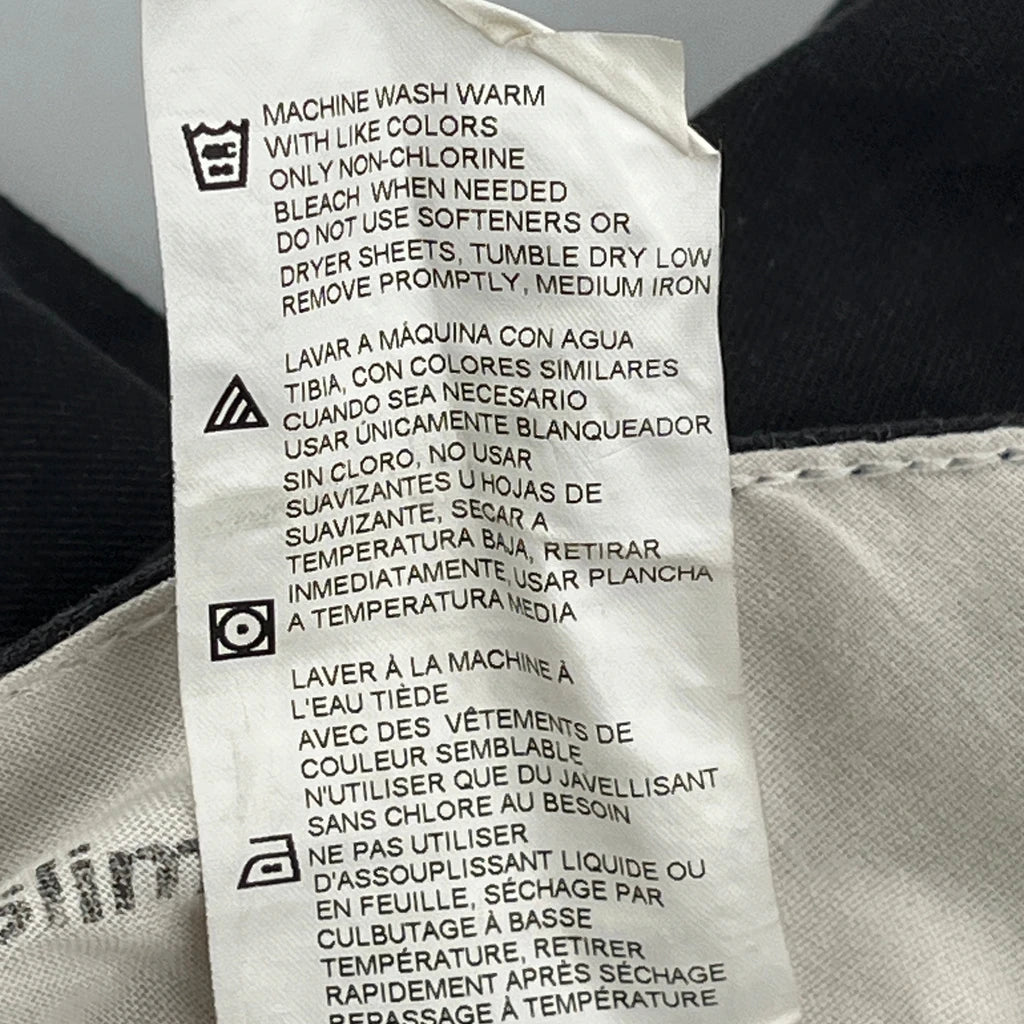 MACHINE WASH WARM
WITH LIKE COLORS
ONLY NON-CHLORINE
BLEACH WHEN NEEDED
DO NOT USE SOFTENERS OR
DRYER SHEETS, TUMBLE DRY LOW
REMOVE PROMPTLY, MEDIUM IRON
LAVAR A MÁQUINA CON AGUA
TIBIA, CON COLORES SIMILARES
CUANDO SEA NECESARIO
USAR ÚNICAMENTE BLANQUEADOR
SIN CLORO, NO USAR
SUAVIZANTES U HOJAS DE
SUAVIZANTE, SECAR A
TEMPERATURA BAJA, RETIRAR
INMEDIATAMENTE, USAR PLANCHA
A TEMPERATURA MEDIA
LAVER À LA MACHINE À
L'EAU TIÈDE
AVEC DES VÊTEMENTS DE
COULEUR SEMBLABLE
N'UTILISER QUE DU JAVELLISANT
SANS CHLORE AU BESOIN
NE PAS UTILISER
D'ASSOUPLISSANT LIQUIDE OU
EN FEUILLE, SÉCHAGE PAR
CULBUTAGE À BASSE
TEMPÉRATURE, RETIRER
RAPIDEMENT APRÈS SÉCHAGE
REPASSAGE À TEMPÉRATURE
slim